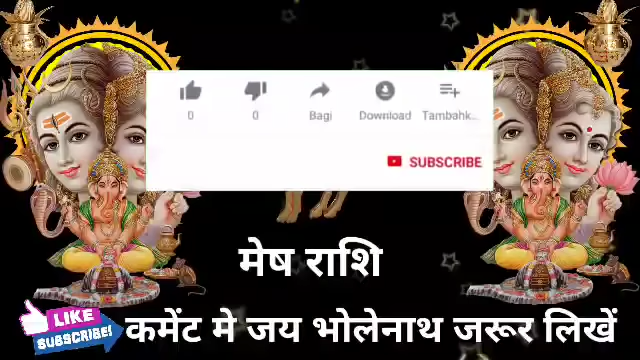 0 0 Bagi Download Tambahk...
SUBSCRIBE
मेष राशि
LIKE
SUBSCRIBE!
कमेंट मे जय भोलेनाथ जरूर लिखें